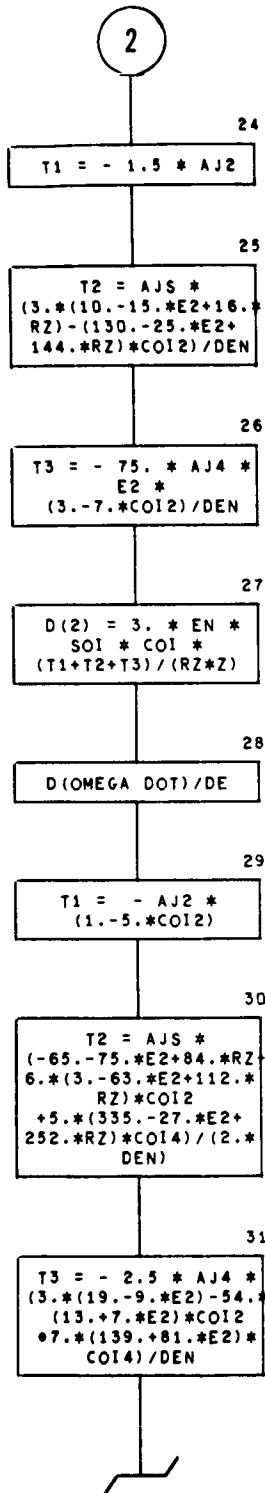 2
24
T1 = - 1.5 * AJ2
25
T2 = AJS *
(3.*(10.-15.*E2+16.*
RZ)-(130.-25.*E2+
144.*RZ)*COI2)/DEN
26
T3 = - 75. * AJ4 *
E2 *
(3.-7.*COI2)/DEN
27
D(2) = 3. * EN *
SOI * COI *
(T1+T2+T3)/(RZ*Z)
28
D(OMEGA DOT)/DE
29
T1 = - AJ2 *
(1.-5.*COI2)
30
T2 = AJS *
(-65.-75.*E2+84.*RZ+
6.*(3.-63.*E2+112.*
RZ)*COI2
+5.*(335.-27.*E2+
252.*RZ)*COI4)/(2.*
DEN)
31
T3 = - 2.5 * AJ4 *
(3.*(19.-9.*E2)-54.*
(13.+7.*E2)*COI2
+7.*(139.+81.*E2)*
COI4)/DEN